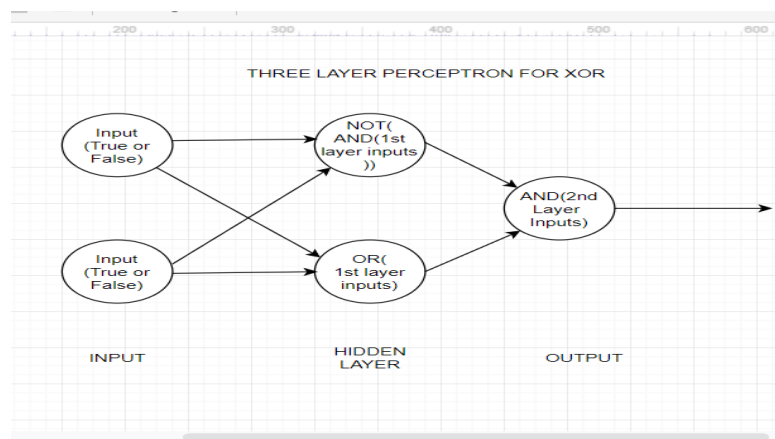 200 300 400 500 600
THREE LAYER PERCEPTRON FOR XOR
Input
(True or
False)
NOT(
AND(1st
layer inputs
))
AND(2nd
Layer
Inputs)
Input
(True or
False)
OR(
1st layer
inputs)
INPUT
HIDDEN
LAYER
OUTPUT